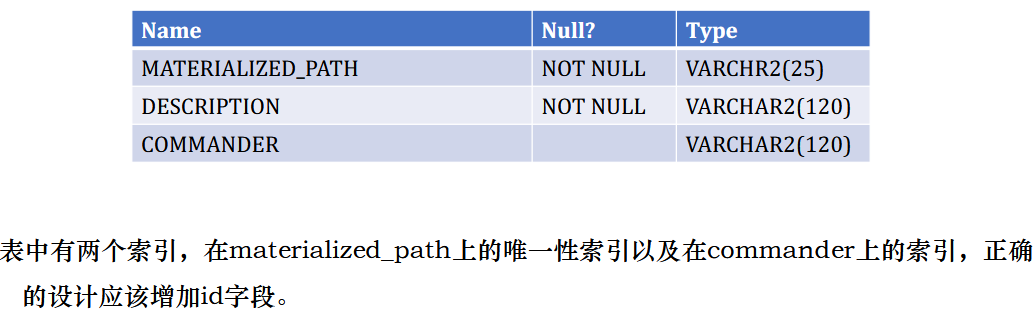 Name Null? Type
MATERIALIZED_PATH NOT NULL VARCHR2(25)
DESCRIPTION NOT NULL VARCHAR2(120)
COMMANDER VARCHAR2(120)
表中有两个索引，在materialized_path上的唯一性索引以及在commander上的索引，正确
的设计应该增加id字段。